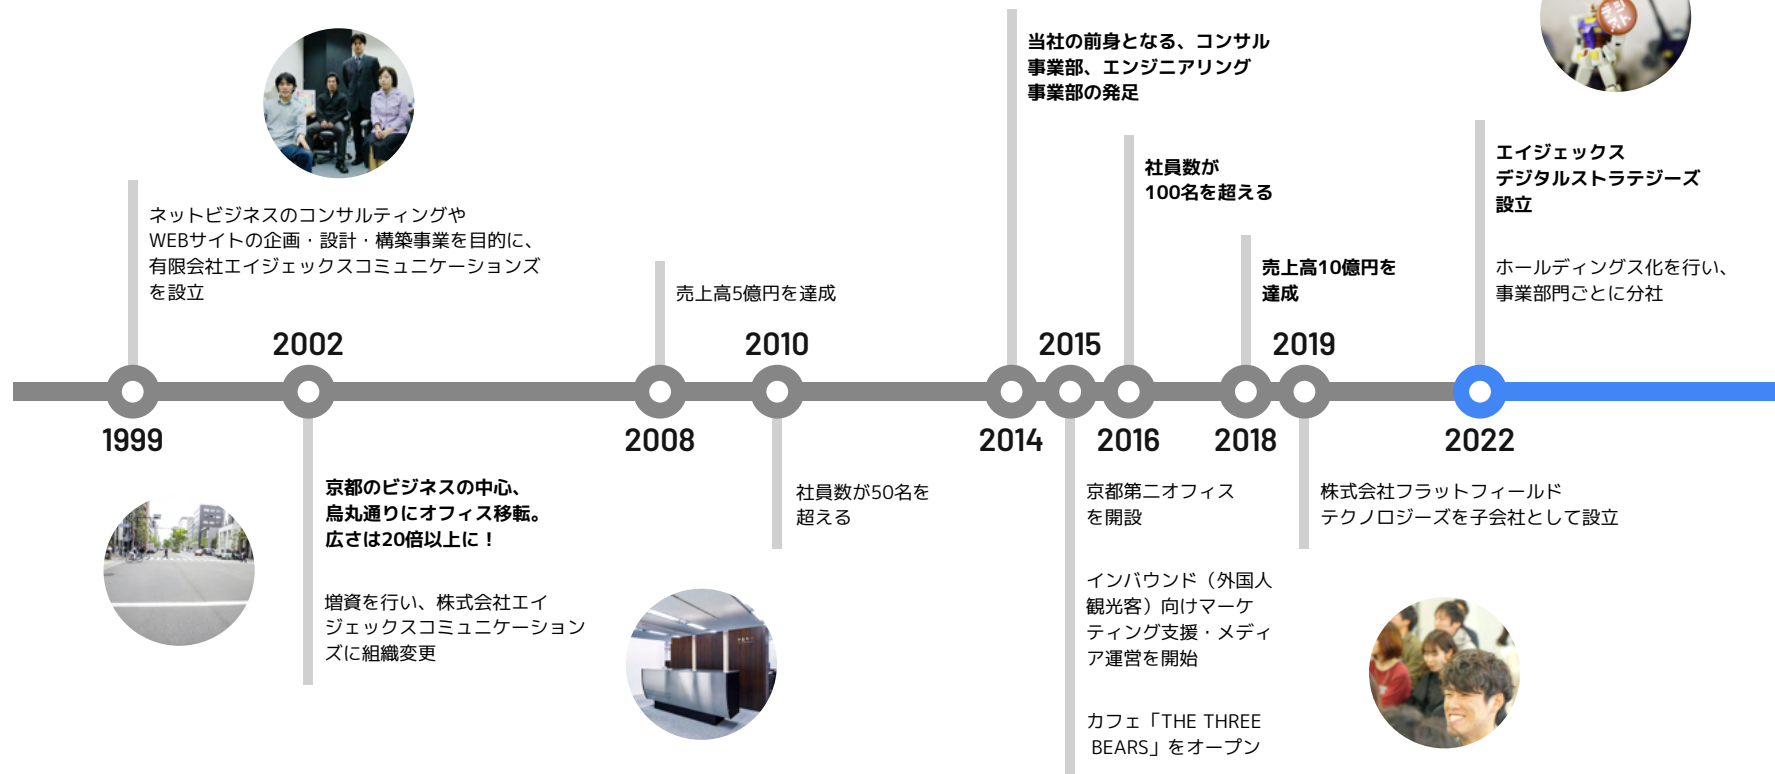 1999
ネットビジネスのコンサルティングや
WEBサイトの企画・設計・構築事業を目的に、
有限会社エイジェックスコミュニケーションズ
を設立
2002
京都のビジネスの中心、
烏丸通りにオフィス移転。
広さは20倍以上に！
増資を行い、株式会社エイ
ジェックスコミュニケーション
ズに組織変更
2008
売上高5億円を達成
2010
社員数が50名を
超える
2014
当社の前身となる、コンサル
事業部、エンジニアリング
事業部の発足
2015
京都第二オフィス
を開設
インバウンド（外国人
観光客）向けマーケ
ティング支援・メディ
ア運営を開始
カフェ「THE THREE
BEARS」をオープン
2016
社員数が
100名を超える
2018
売上高10億円を
達成
2019
株式会社フラットフィールド
テクノロジーズを子会社として設立
2022
エイジェックス
デジタルストラテジーズ
設立
ホールディングス化を行い、
事業部門ごとに分社